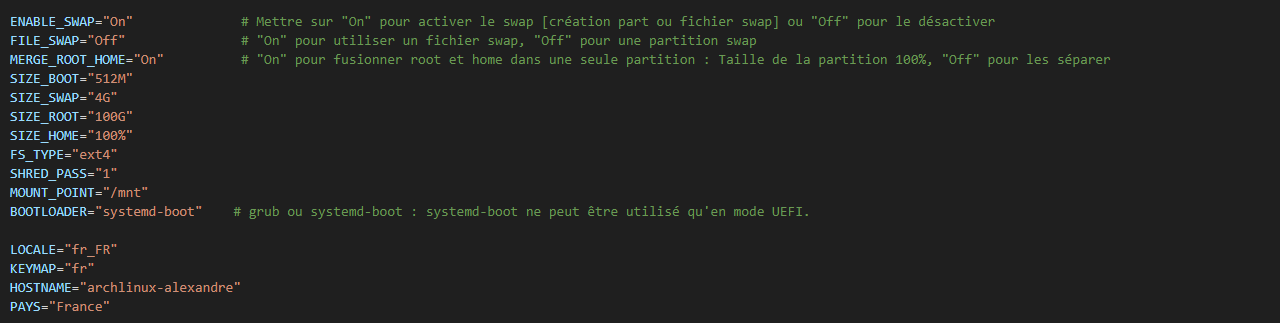 ENABLE_SWAP="On" # Mettre sur "On" pour activer le swap [création part ou fichier swap] ou "Off" pour le désactiver
FILE_SWAP="Off" # "On" pour utiliser un fichier swap, "Off" pour une partition swap
MERGE_ROOT_HOME="On" # "On" pour fusionner root et home dans une seule partition : Taille de la partition 100%, "Off" pour les séparer
SIZE_BOOT="512M"
SIZE_SWAP="4G"
SIZE_ROOT="100G"
SIZE_HOME="100%"
FS_TYPE="ext4"
SHRED_PASS="1"
MOUNT_POINT="/mnt"
BOOTLOADER="systemd-boot" # grub ou systemd-boot : systemd-boot ne peut être utilisé qu'en mode UEFI.
LOCALE="fr_FR"
KEYMAP="fr"
HOSTNAME="archlinux-alexandre"
PAYS="France"